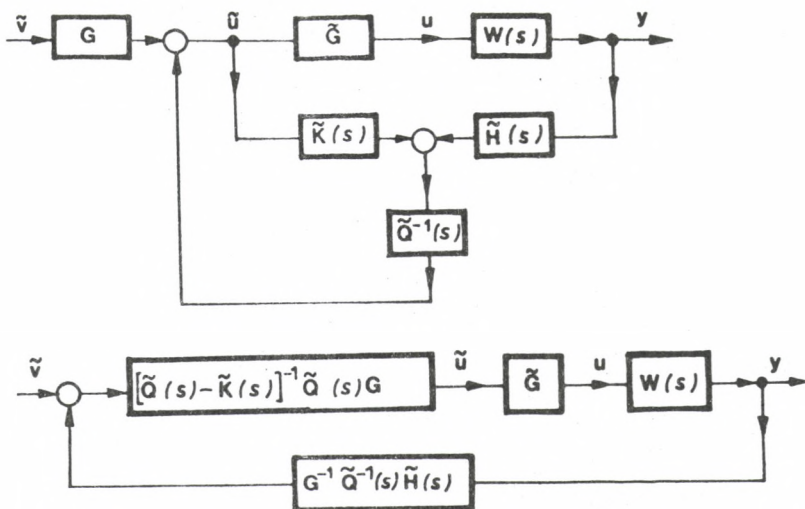 ṽ G ũ G̃ u W(s) y
K̃(s) H̃(s)
Q̃⁻¹(s)
ṽ [Q̃(s)-K̃(s)]⁻¹ Q̃(s)G ũ G̃ u W(s) y
G⁻¹ Q̃⁻¹(s) H̃(s)